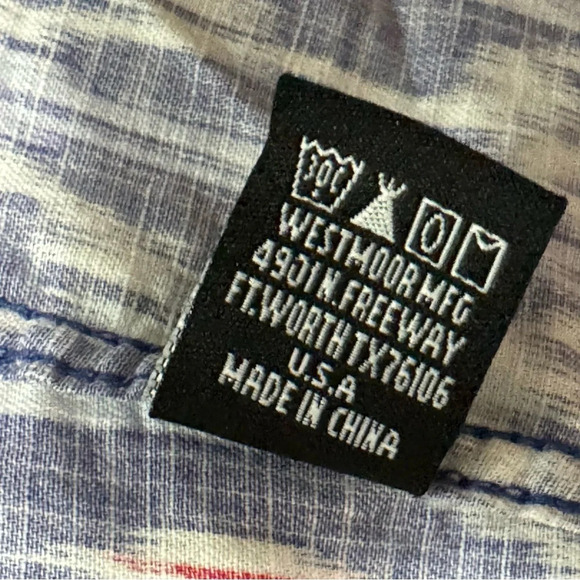 30°
WESTMOOR MFG
4901 N. FREEWAY
FT. WORTH TX 76106
U.S.A
MADE IN CHINA